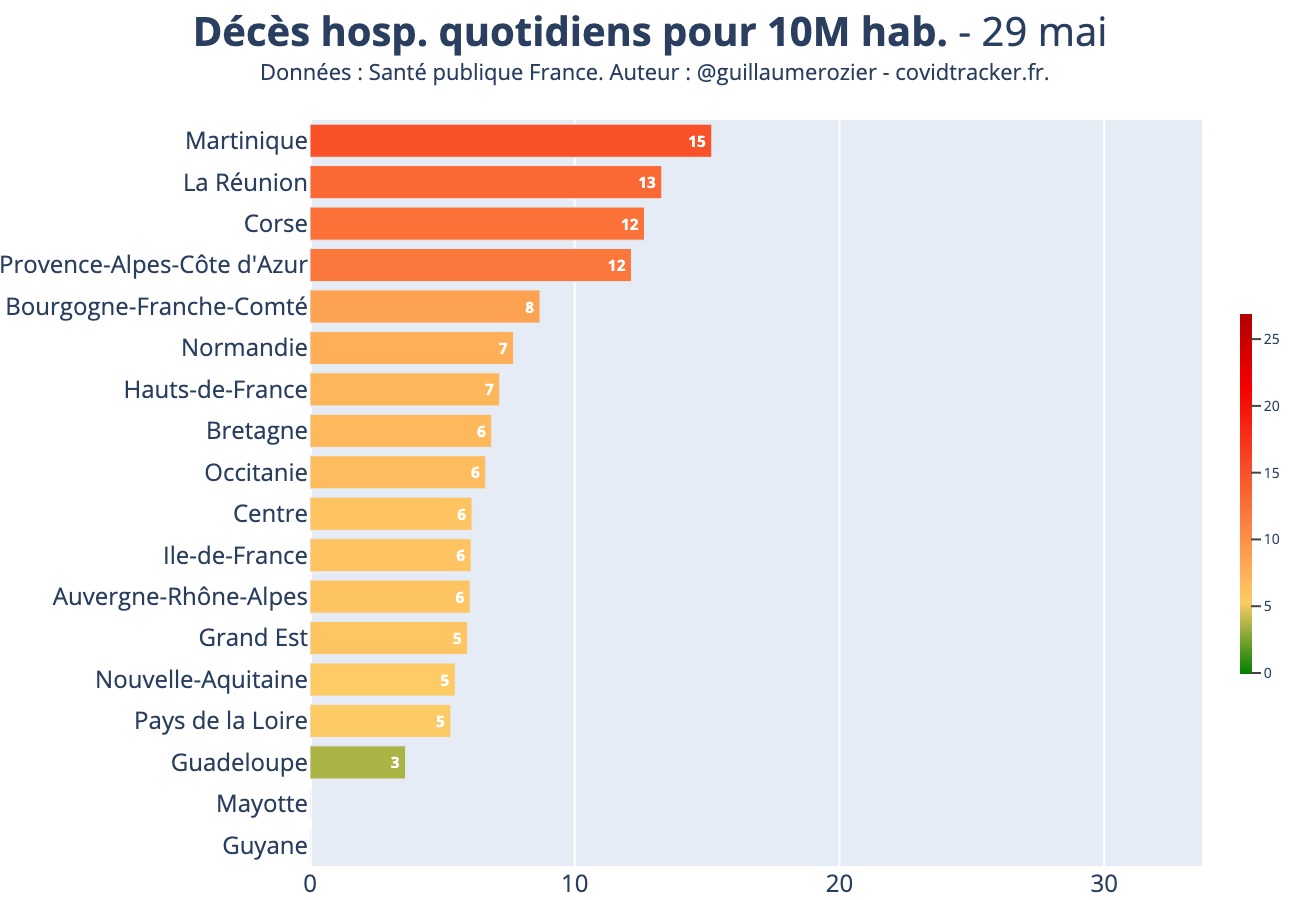 Décès hosp. quotidiens pour 10M hab. - 29 mai
Données : Santé publique France. Auteur : @guillaumerozier - covidtracker.fr.
Martinique 15
La Réunion 13
Corse 12
Provence-Alpes-Côte d'Azur 12
Bourgogne-Franche-Comté 8
Normandie 7
Hauts-de-France 7
Bretagne 6
Occitanie 6
Centre 6
Ile-de-France 6
Auvergne-Rhône-Alpes 6
Grand Est 5
Nouvelle-Aquitaine 5
Pays de la Loire 5
Guadeloupe 3
Mayotte
Guyane
0 10 20 30
25
20
15
10
5
0